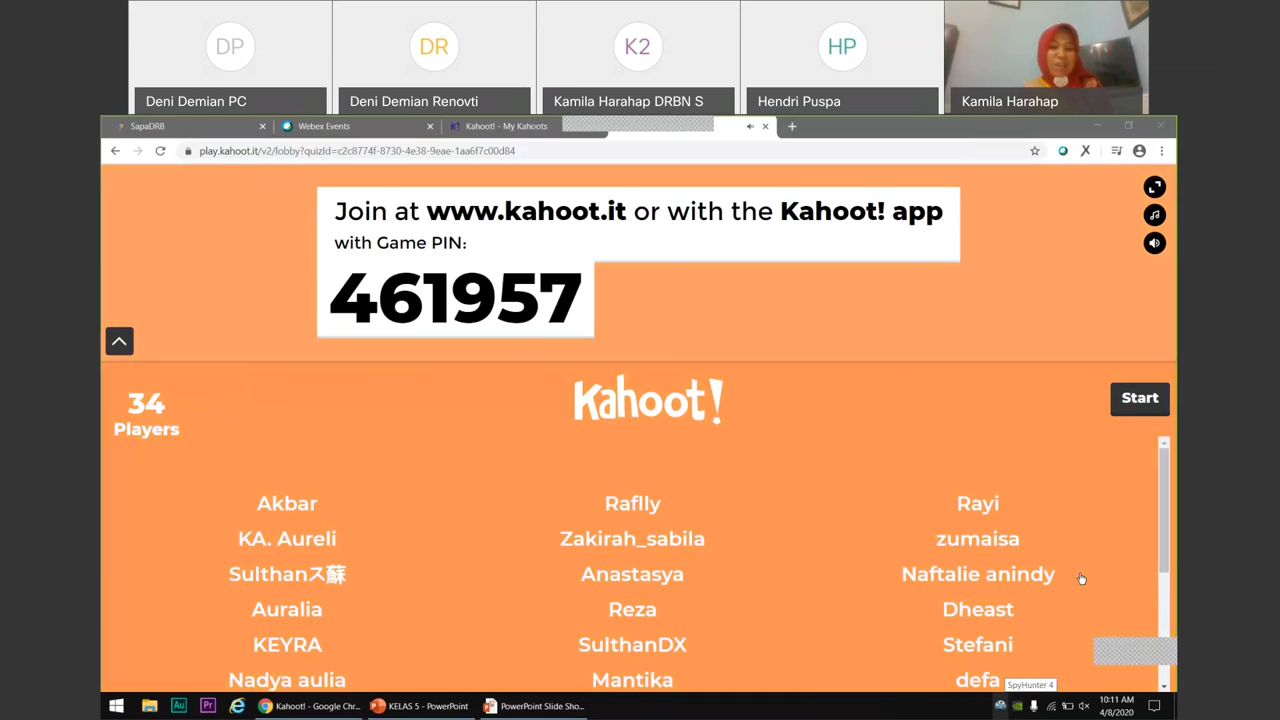 DP
DR
K2
HP
Deni Demian PC
Deni Demian Renovti
Kamila Harahap DRBN S
Hendri Puspa
Kamila Harahap
SapaDRB
Webex Events
Kahoot! - My Kahoots
play.kahoot.it/v2/lobby?quizId=c2c8774f-8730-4e38-9eae-1aa6f7c00d84
Join at www.kahoot.it or with the Kahoot! app
with Game PIN:
461957
34
Players
Kahoot!
Start
Akbar
Raflly
Rayi
KA. Aureli
Zakirah_sabila
zumaisa
Sulthanス蘇
Anastasya
Naftalie anindy
Auralia
Reza
Dheast
KEYRA
SulthanDX
Stefani
Nadya aulia
Mantika
defa
SpyHunter 4
Au
Pr
Kahoot! - Google Chr...
KELAS 5 - PowerPoint
PowerPoint Slide Sho...
10:11 AM
4/8/2020